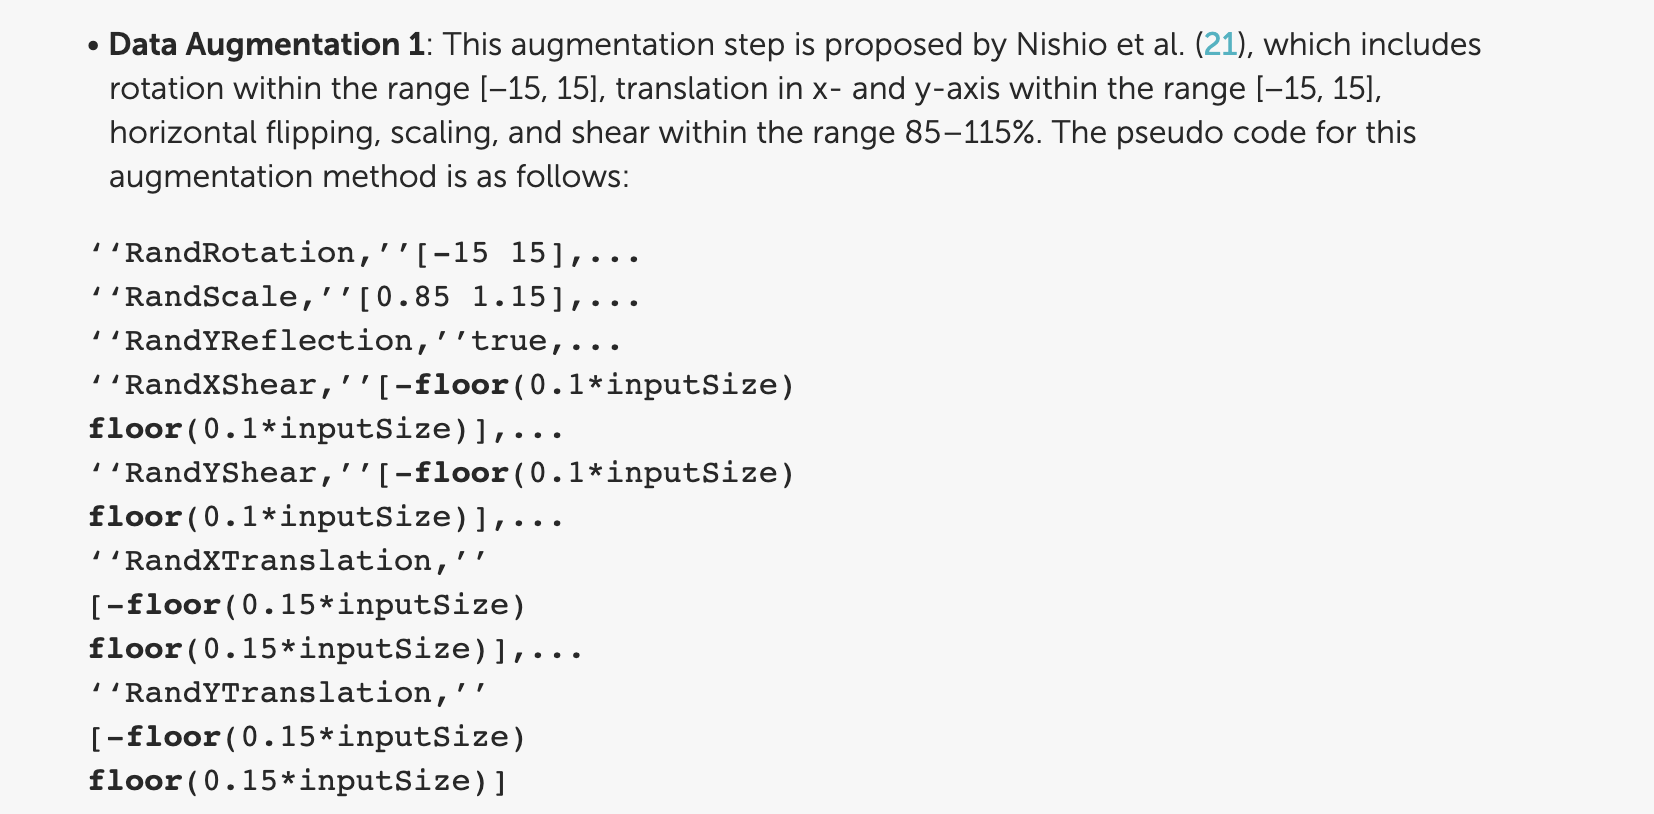 • Data Augmentation 1: This augmentation step is proposed by Nishio et al. (21), which includes
rotation within the range [–15, 15], translation in x- and y-axis within the range [–15, 15],
horizontal flipping, scaling, and shear within the range 85–115%. The pseudo code for this
augmentation method is as follows:
‘‘RandRotation,’’[-15 15],...
‘‘RandScale,’’[0.85 1.15],...
‘‘RandYReflection,’’true,...
‘‘RandXShear,’’[-floor(0.1*inputSize)
floor(0.1*inputSize)],...
‘‘RandYShear,’’[-floor(0.1*inputSize)
floor(0.1*inputSize)],...
‘‘RandXTranslation,’’
[-floor(0.15*inputSize)
floor(0.15*inputSize)],...
‘‘RandYTranslation,’’
[-floor(0.15*inputSize)
floor(0.15*inputSize)]